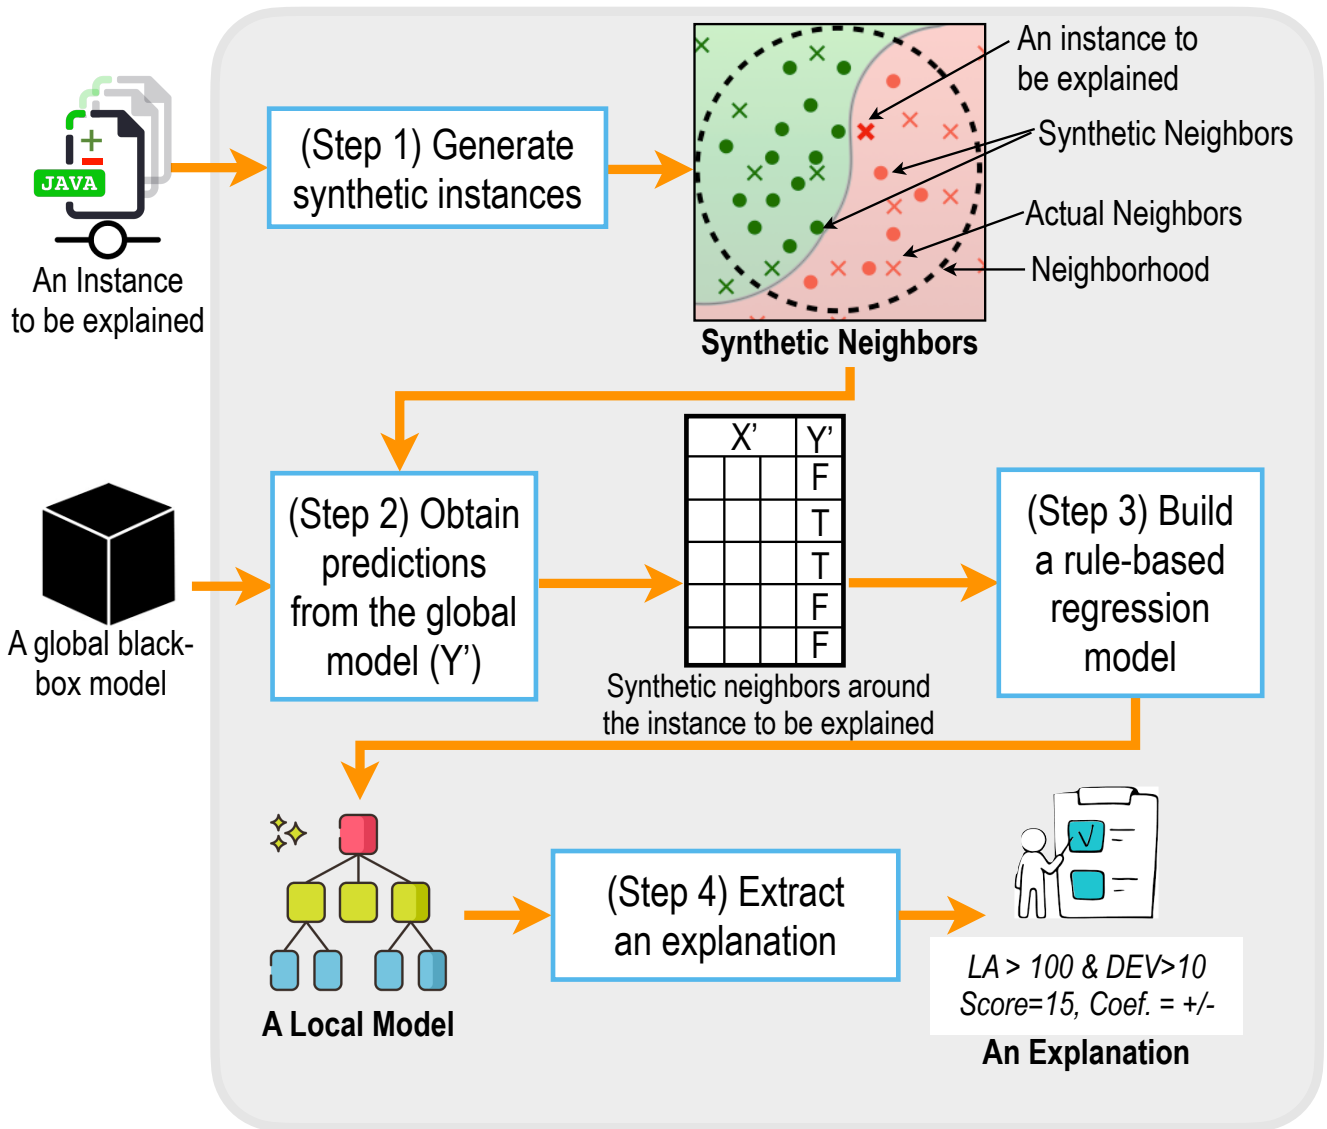 An instance to
be explained
Synthetic Neighbors
Actual Neighbors
Neighborhood
Synthetic Neighbors
JAVA
An Instance
to be explained
(Step 1) Generate
synthetic instances
A global black-
box model
(Step 2) Obtain
predictions
from the global
model (Y')
X' Y'
F
T
T
F
F
Synthetic neighbors around
the instance to be explained
(Step 3) Build
a rule-based
regression
model
A Local Model
(Step 4) Extract
an explanation
LA > 100 & DEV>10
Score=15, Coef. = +/-
An Explanation